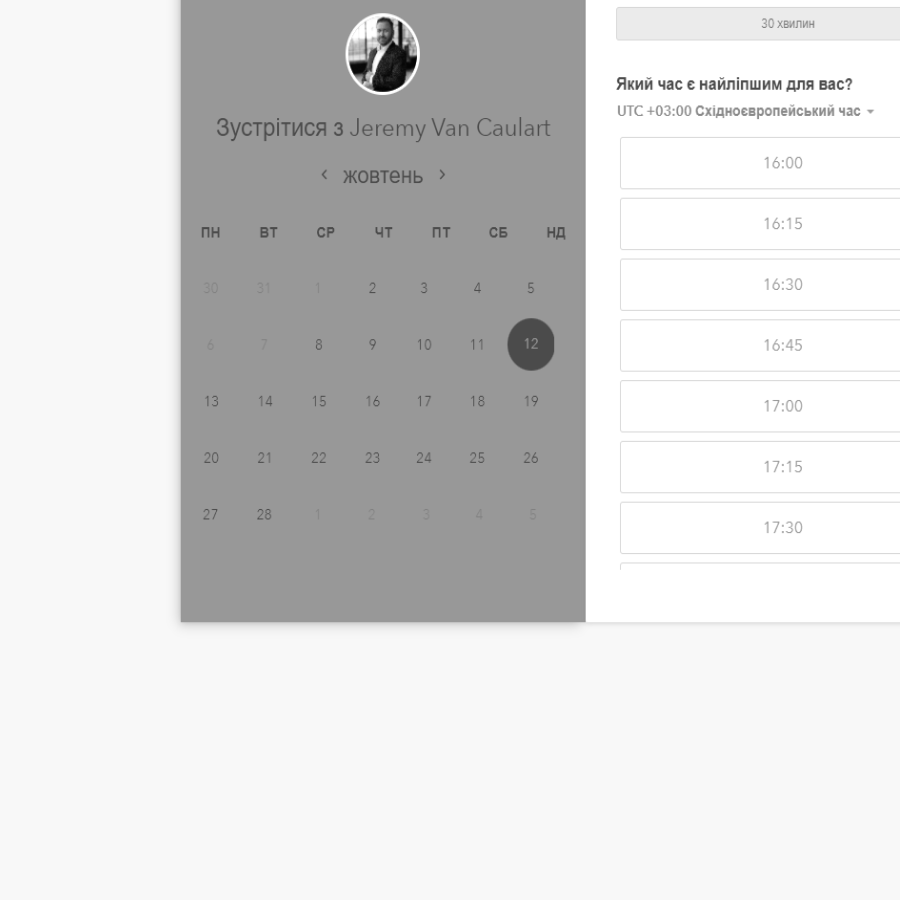 Зустрітися з Jeremy Van Caulart
‹ жовтень ›
ПН ВТ СР ЧТ ПТ СБ НД
30 31 1 2 3 4 5
6 7 8 9 10 11 12
13 14 15 16 17 18 19
20 21 22 23 24 25 26
27 28 1 2 3 4 5
30 хвилин
Який час є найліпшим для вас?
UTC +03:00 Східноєвропейський час
16:00
16:15
16:30
16:45
17:00
17:15
17:30